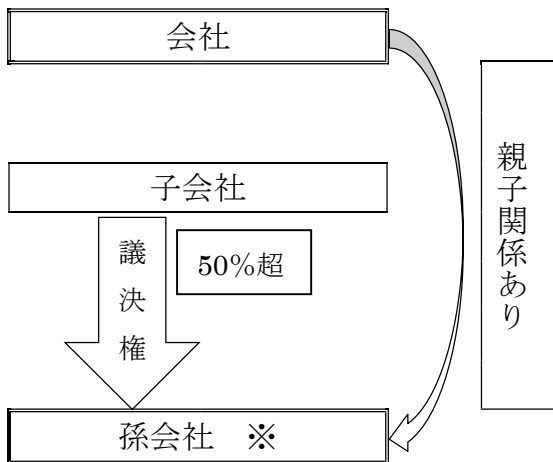 会社
子会社
議決権
50%超
孫会社 ※
親子関係あり